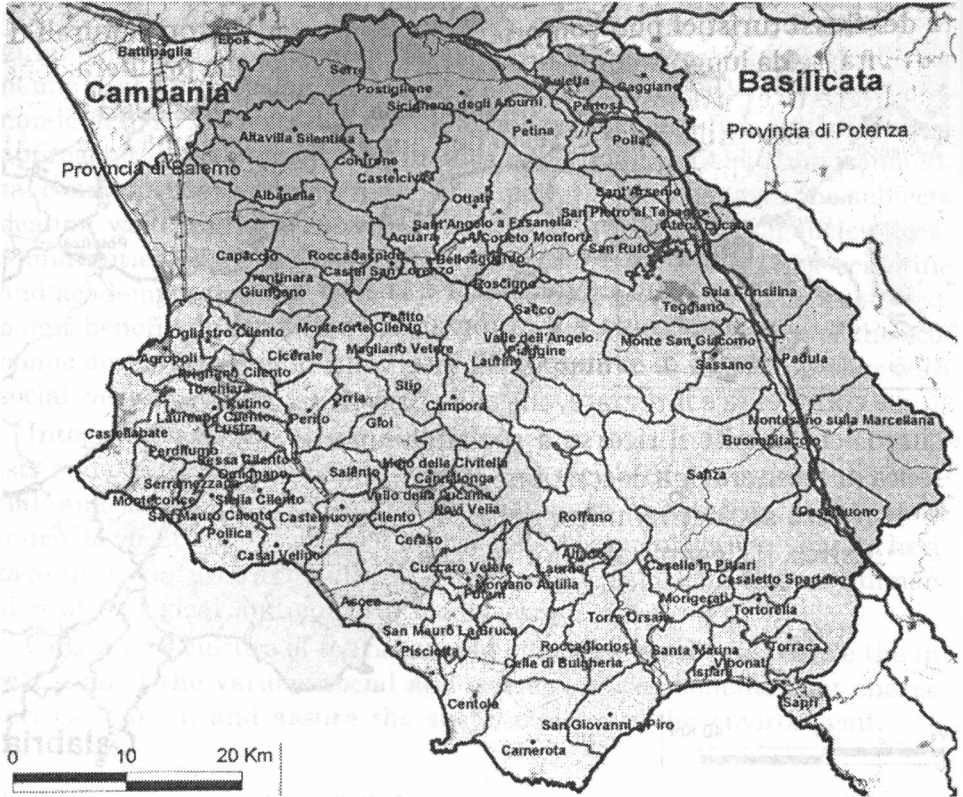 Battipaglia
Eboli
Campania
Serre
Postiglione
Sicignano degli Alburni
Auletta
Caggiano
Pertosa
Basilicata
Provincia di Potenza
Altavilla Silentina
Petina
Polla
Provincia di Salerno
Controne
Castelcivita
Albanella
Ottati
Sant'Arsenio
Sant'Angelo a Fasanella
San Pietro al Tanagro
Aquara
Corleto Monforte
Atena Lucana
San Rufo
Capaccio
Roccadaspide
Bellosguardo
Castel San Lorenzo
Trentinara
Giungano
Roscigno
Sala Consilina
Teggiano
Sacco
Felitto
Ogliastro Cilento
Monteforte Cilento
Valle dell'Angelo
Piaggine
Monte San Giacomo
Agropoli
Cicerale
Magliano Vetere
Laurino
Sassano
Padula
Prignano Cilento
Torchiara
Stio
Rutino
Orria
Campora
Laureana Cilento
Lustra
Perito
Gioi
Montesano sulla Marcellana
Castellabate
Buonabitacolo
Perdifumo
Sessa Cilento
Moio della Civitella
Salento
Cannalonga
Sanza
Omignano
Serramezzana
Vallo della Lucania
Montecorice
Stella Cilento
Novi Velia
Casalbuono
San Mauro Cilento
Castelnuovo Cilento
Rofrano
Pollica
Ceraso
Casal Velino
Alfano
Cuccaro Vetere
Laurito
Caselle in Pittari
Casaletto Spartano
Futani
Montano Antilia
Ascea
Morigerati
Tortorella
Torre Orsaia
San Mauro La Bruca
Roccagloriosa
Santa Marina
Torraca
Pisciotta
Celle di Bulgheria
Vibonati
Ispani
Sapri
Centola
San Giovanni a Piro
Camerota
0 10 20 Km